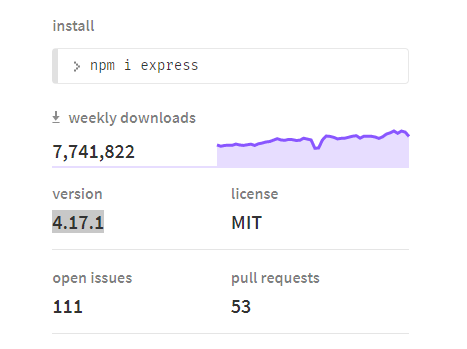 install
> npm i express
weekly downloads
7,741,822
version
license
4.17.1
MIT
open issues
pull requests
111
53